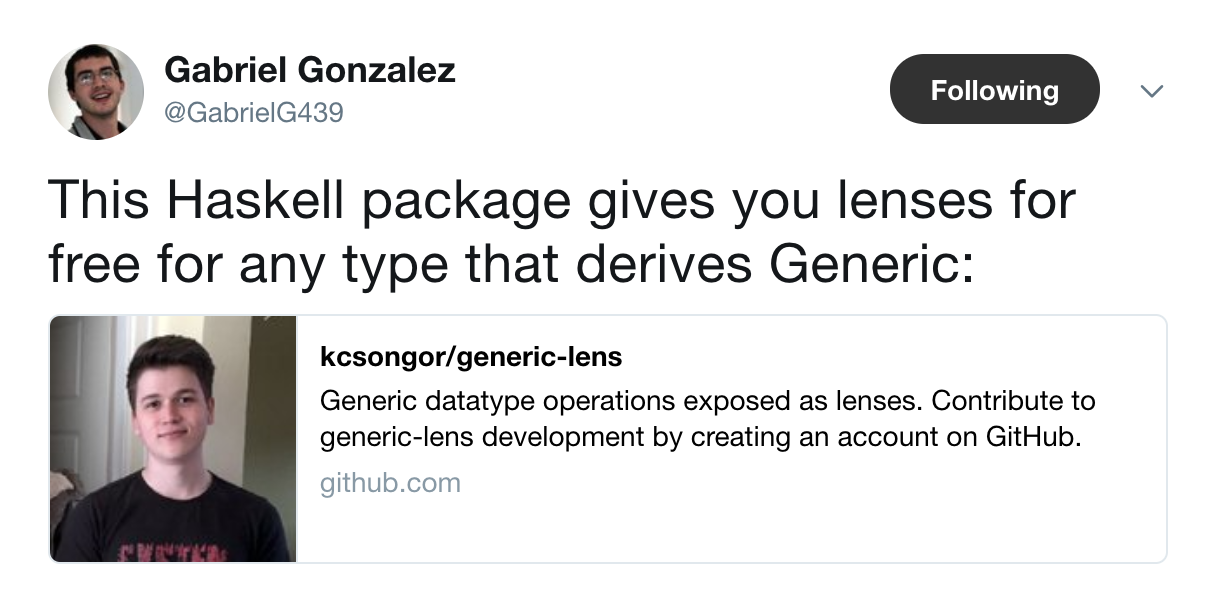 Gabriel Gonzalez
@GabrielG439
Following
This Haskell package gives you lenses for
free for any type that derives Generic:
kcsongor/generic-lens
Generic datatype operations exposed as lenses. Contribute to
generic-lens development by creating an account on GitHub.
github.com